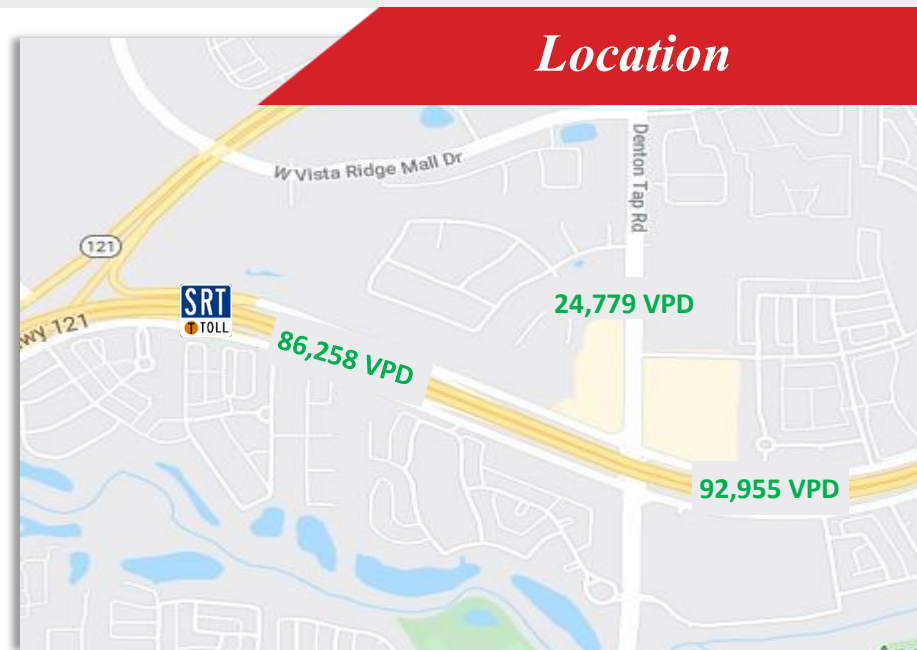 Location
W Vista Ridge Mall Dr
Denton Tap Rd
121
SRT
T TOLL
wy 121
24,779 VPD
86,258 VPD
92,955 VPD